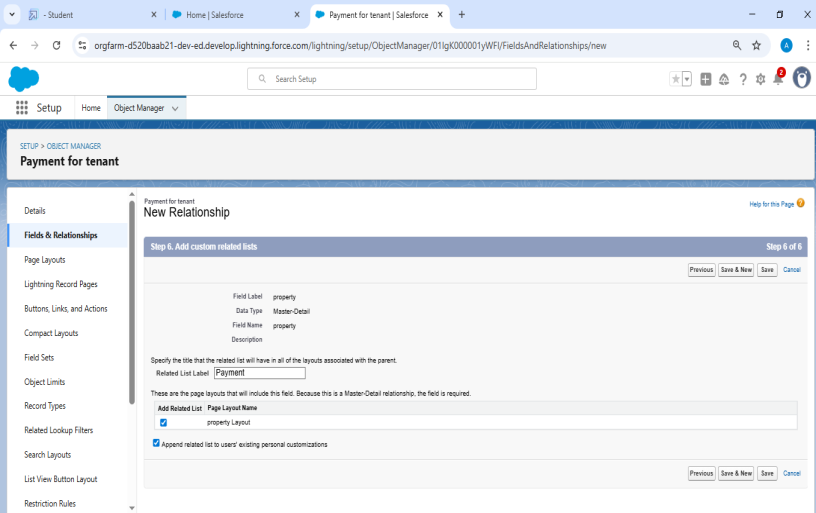 - Student
Home | Salesforce
Payment for tenant | Salesforce
orgfarm-d520baab21-dev-ed.develop.lightning.force.com/lightning/setup/ObjectManager/01IgK000001yWFl/FieldsAndRelationships/new
A
Search Setup
2
Setup
Home
Object Manager
SETUP > OBJECT MANAGER
Payment for tenant
Details
Fields & Relationships
Page Layouts
Lightning Record Pages
Buttons, Links, and Actions
Compact Layouts
Field Sets
Object Limits
Record Types
Related Lookup Filters
Search Layouts
List View Button Layout
Restriction Rules
Payment for tenant
New Relationship
Help for this Page ?
Step 6. Add custom related lists Step 6 of 6
Previous Save & New Save Cancel
Field Label property
Data Type Master-Detail
Field Name property
Description
Specify the title that the related list will have in all of the layouts associated with the parent.
Related List Label Payment
These are the page layouts that will include this field. Because this is a Master-Detail relationship, the field is required.
Add Related List Page Layout Name
property Layout
Append related list to users' existing personal customizations
Previous Save & New Save Cancel